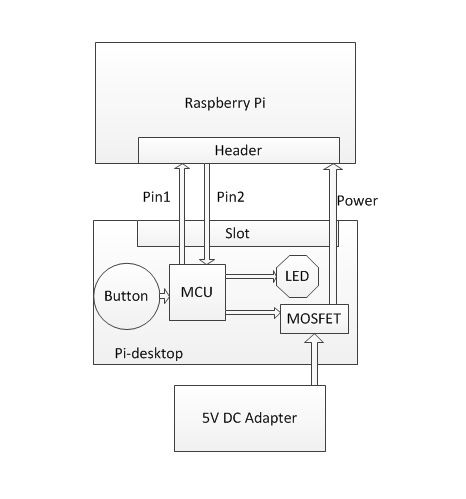 Raspberry Pi
Header
Pin1
Pin2
Power
Slot
Button
MCU
LED
MOSFET
Pi-desktop
5V DC Adapter